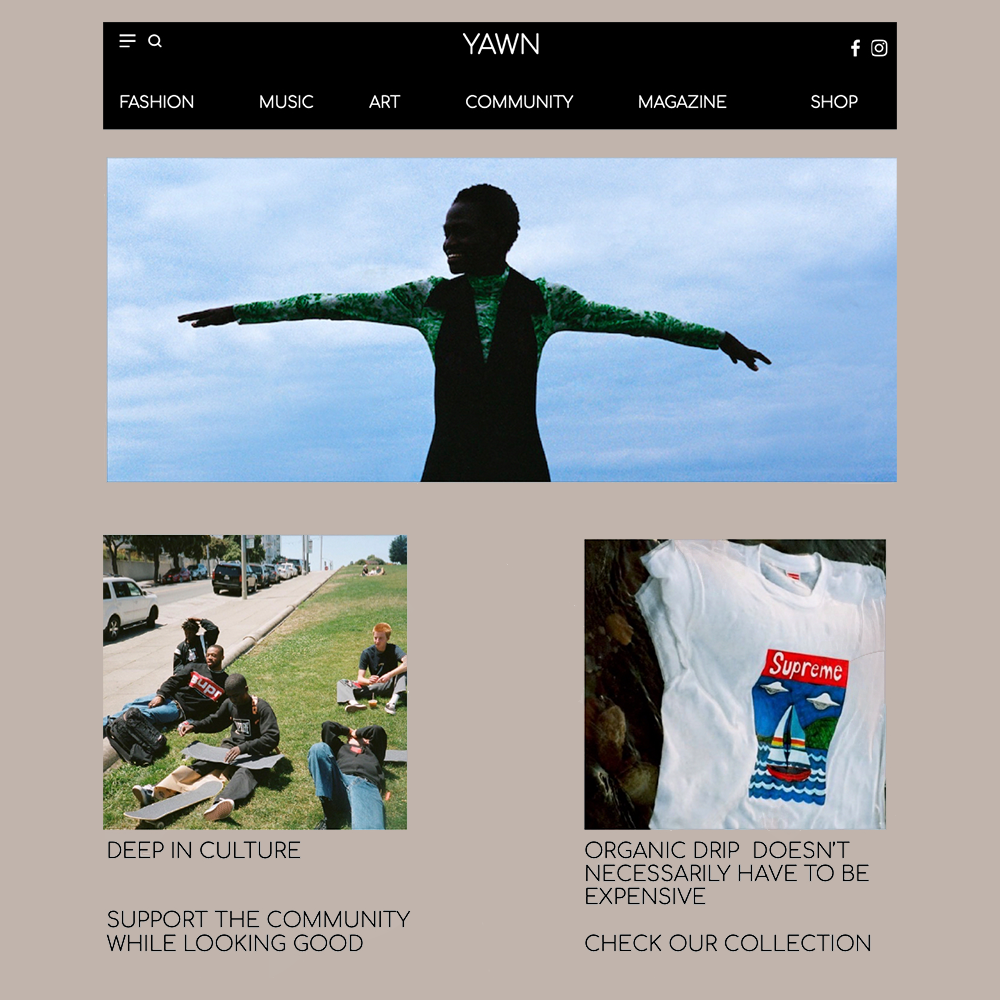 YAWN
FASHION MUSIC ART COMMUNITY MAGAZINE SHOP
SUPR
Supreme
DEEP IN CULTURE
SUPPORT THE COMMUNITY
WHILE LOOKING GOOD
ORGANIC DRIP DOESN'T
NECESSARILY HAVE TO BE
EXPENSIVE
CHECK OUR COLLECTION